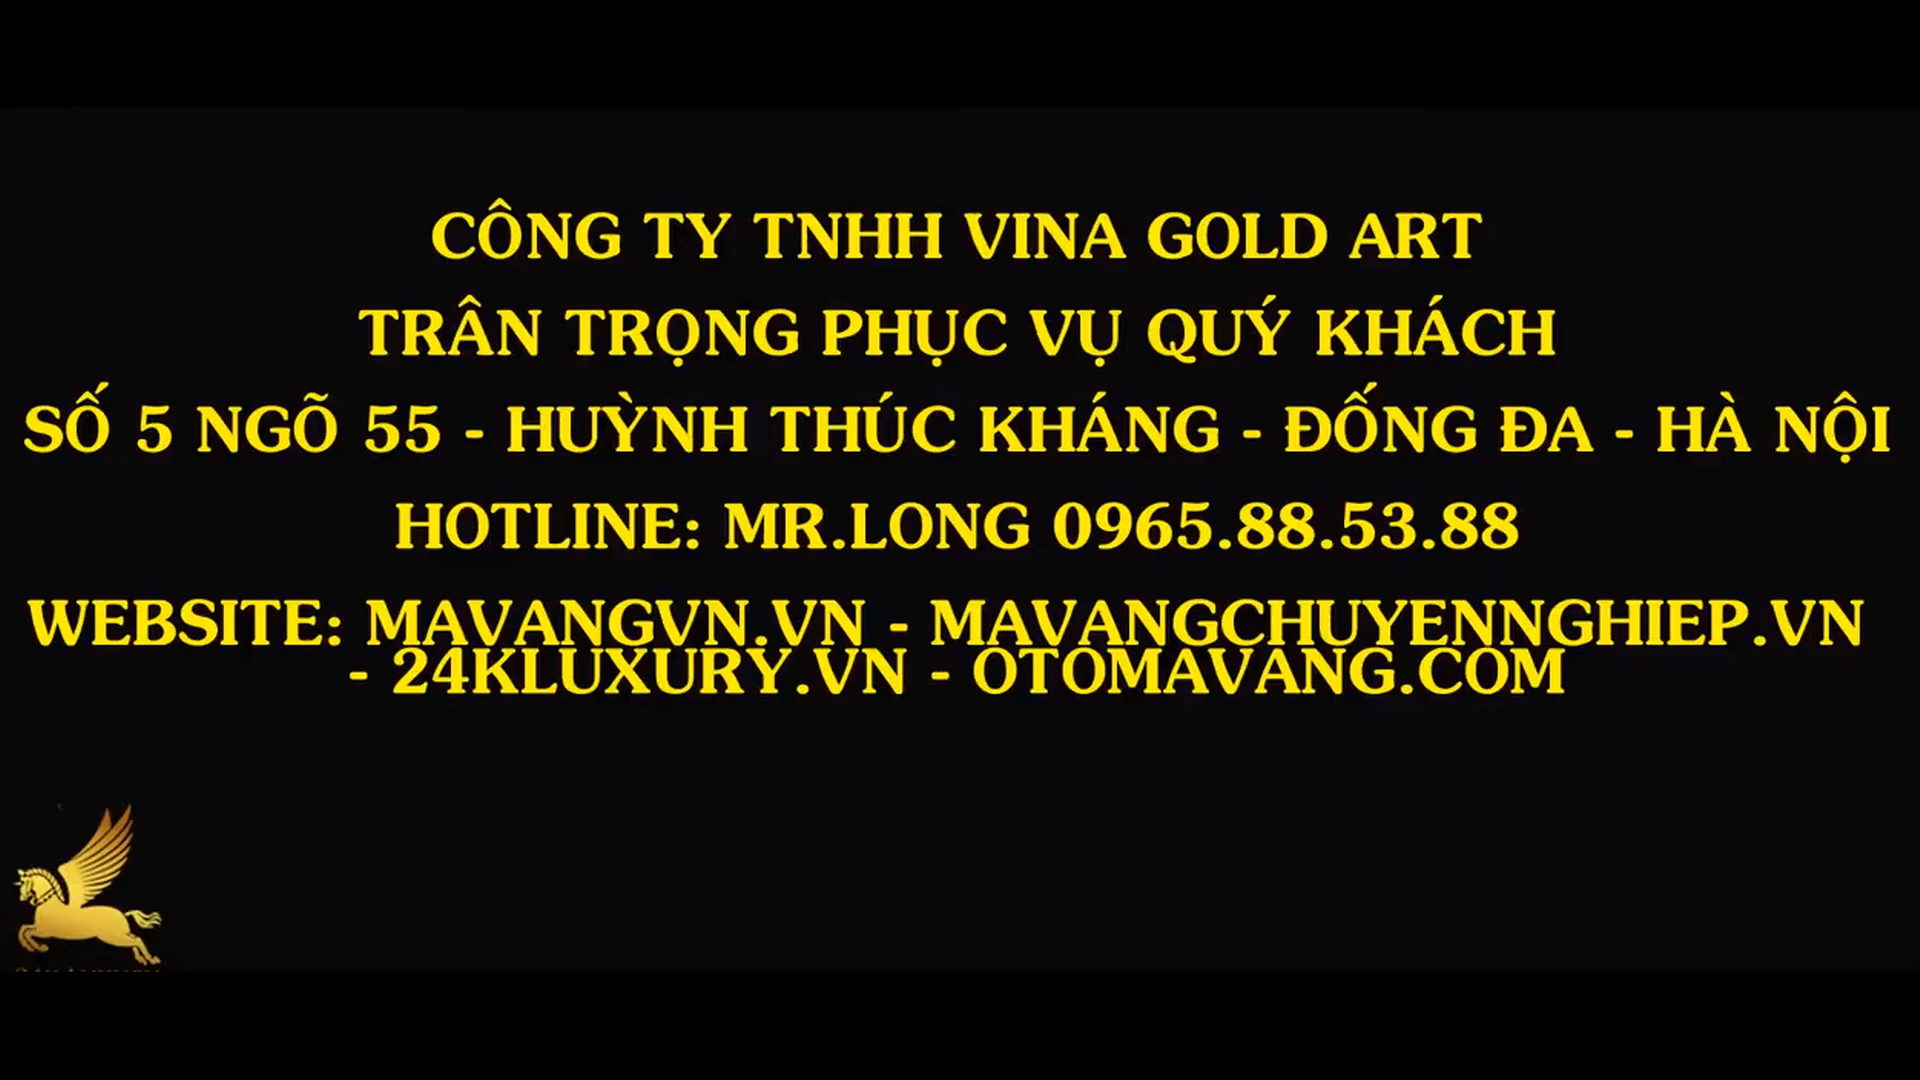 CÔNG TY TNHH VINA GOLD ART
TRÂN TRỌNG PHỤC VỤ QUÝ KHÁCH
SỐ 5 NGÕ 55 - HUỲNH THÚC KHÁNG - ĐỐNG ĐA - HÀ NỘI
HOTLINE: MR.LONG 0965.88.53.88
WEBSITE: MAVANGVN.VN - MAVANGCHUYENNGHIEP.VN
- 24KLUXURY.VN - OTOMAVANG.COM